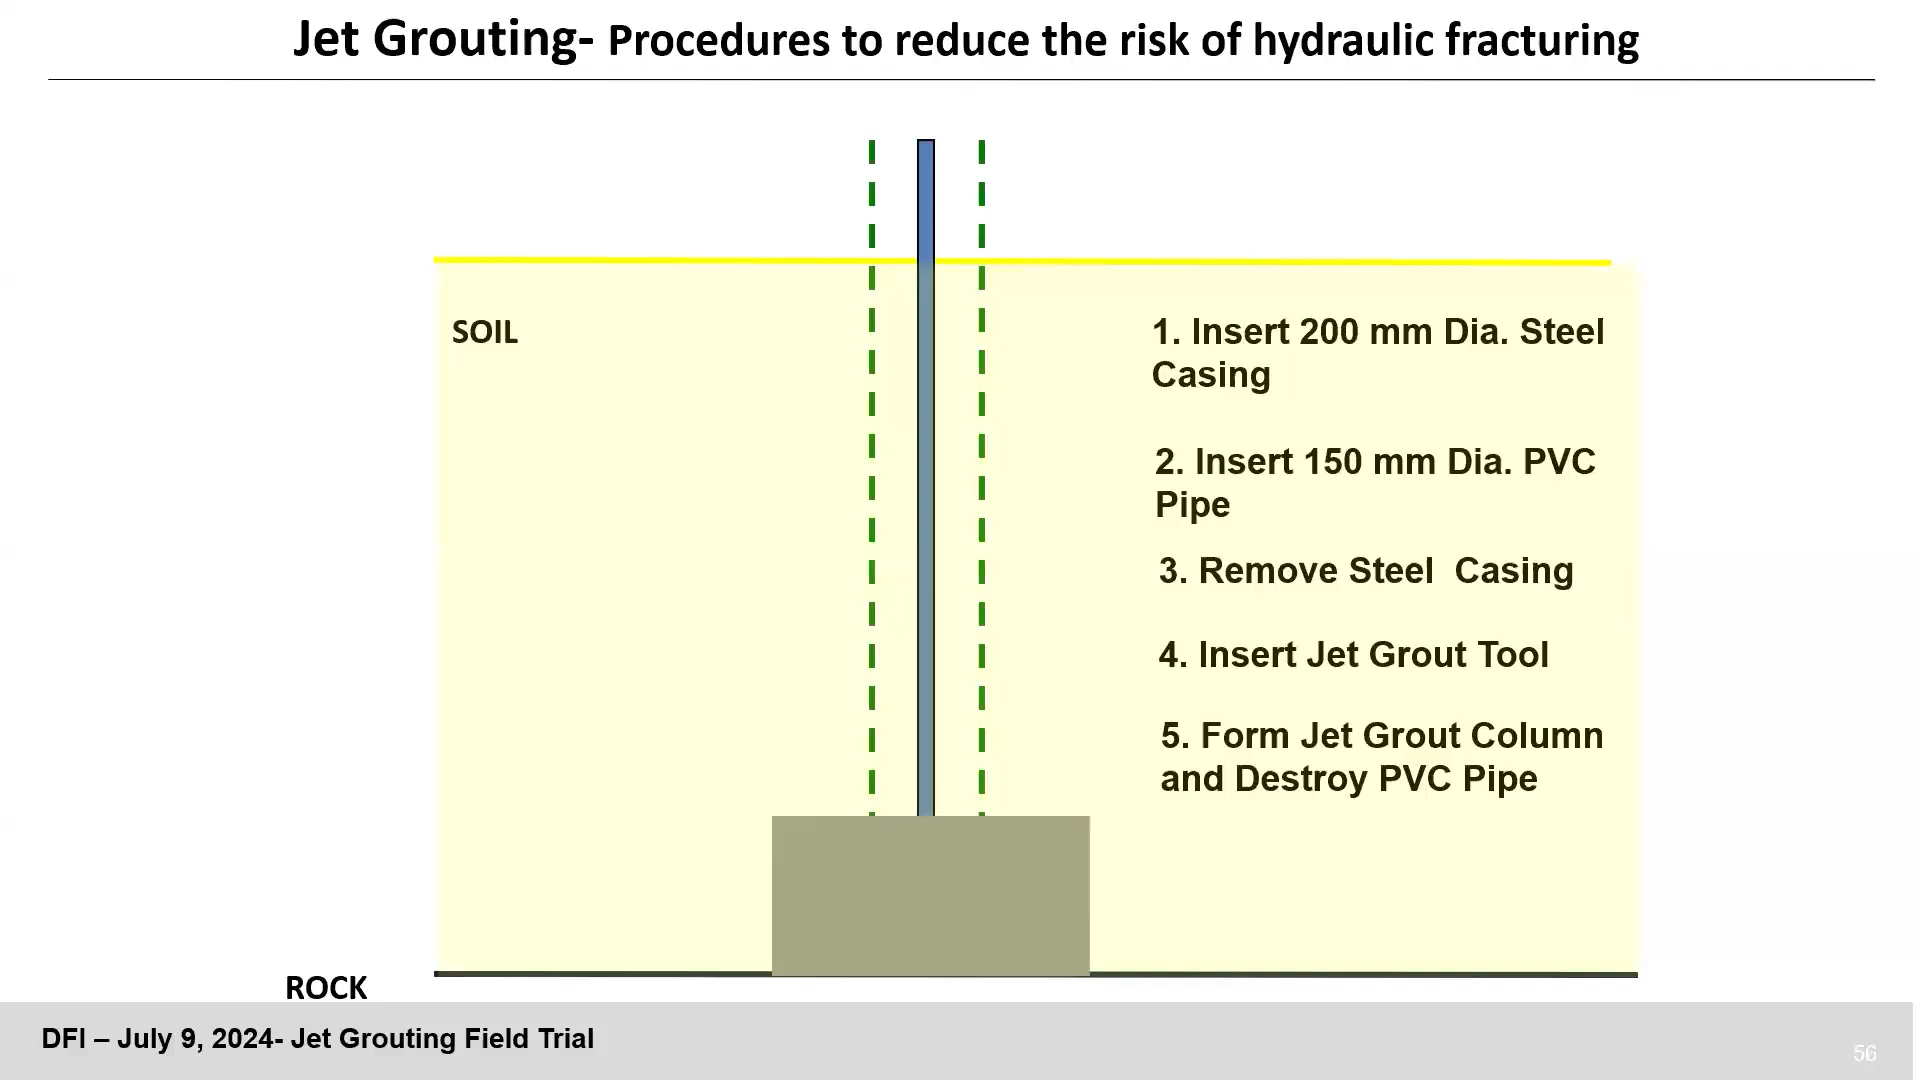 Jet Grouting- Procedures to reduce the risk of hydraulic fracturing
SOIL
1. Insert 200 mm Dia. Steel
Casing
2. Insert 150 mm Dia. PVC
Pipe
3. Remove Steel  Casing
4. Insert Jet Grout Tool
5. Form Jet Grout Column
and Destroy PVC Pipe
ROCK
DFI – July 9, 2024- Jet Grouting Field Trial
56